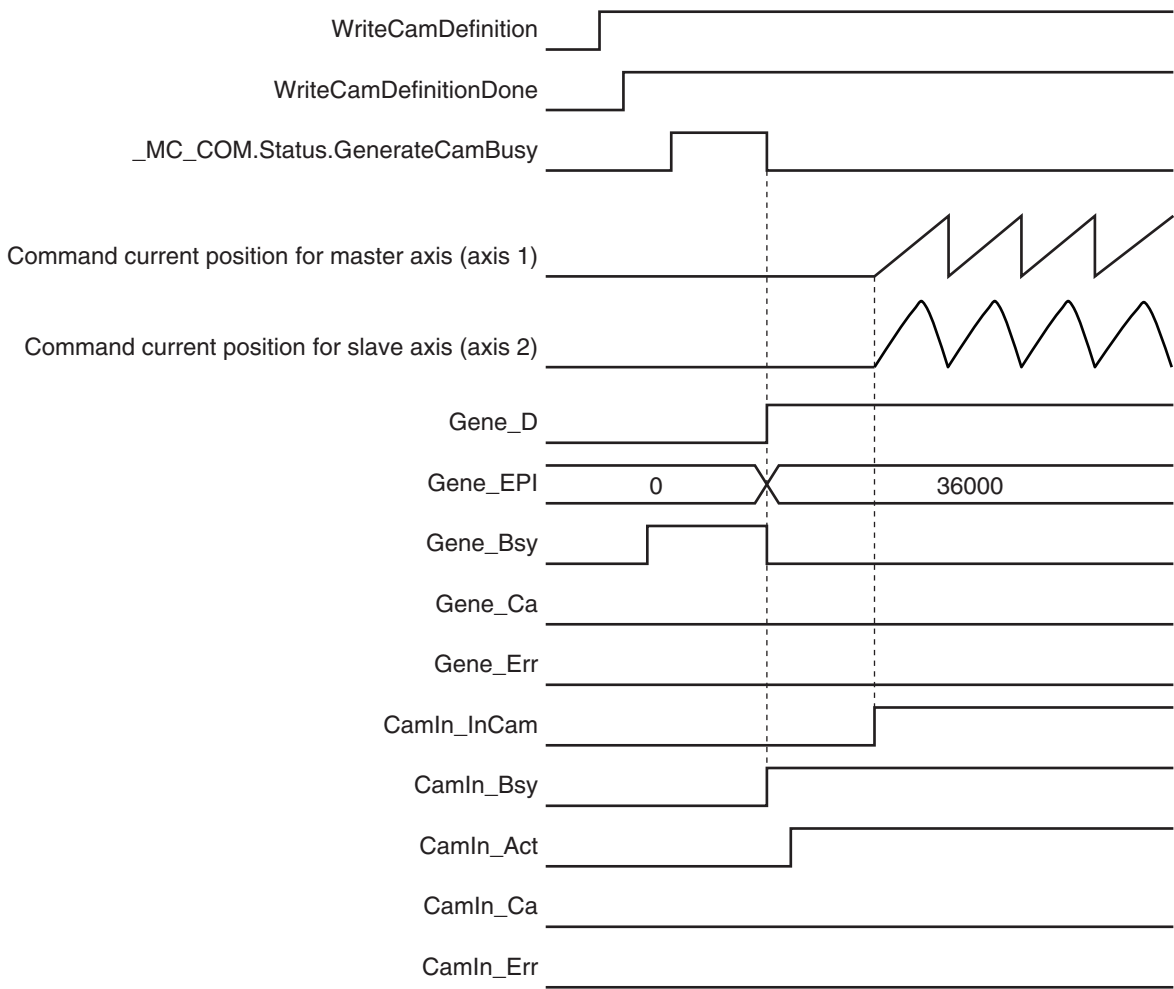 WriteCamDefinition
WriteCamDefinitionDone
_MC_COM.Status.GenerateCamBusy
Command current position for master axis (axis 1)
Command current position for slave axis (axis 2)
Gene_D
Gene_EPI 0 36000
Gene_Bsy
Gene_Ca
Gene_Err
CamIn_InCam
CamIn_Bsy
CamIn_Act
CamIn_Ca
CamIn_Err